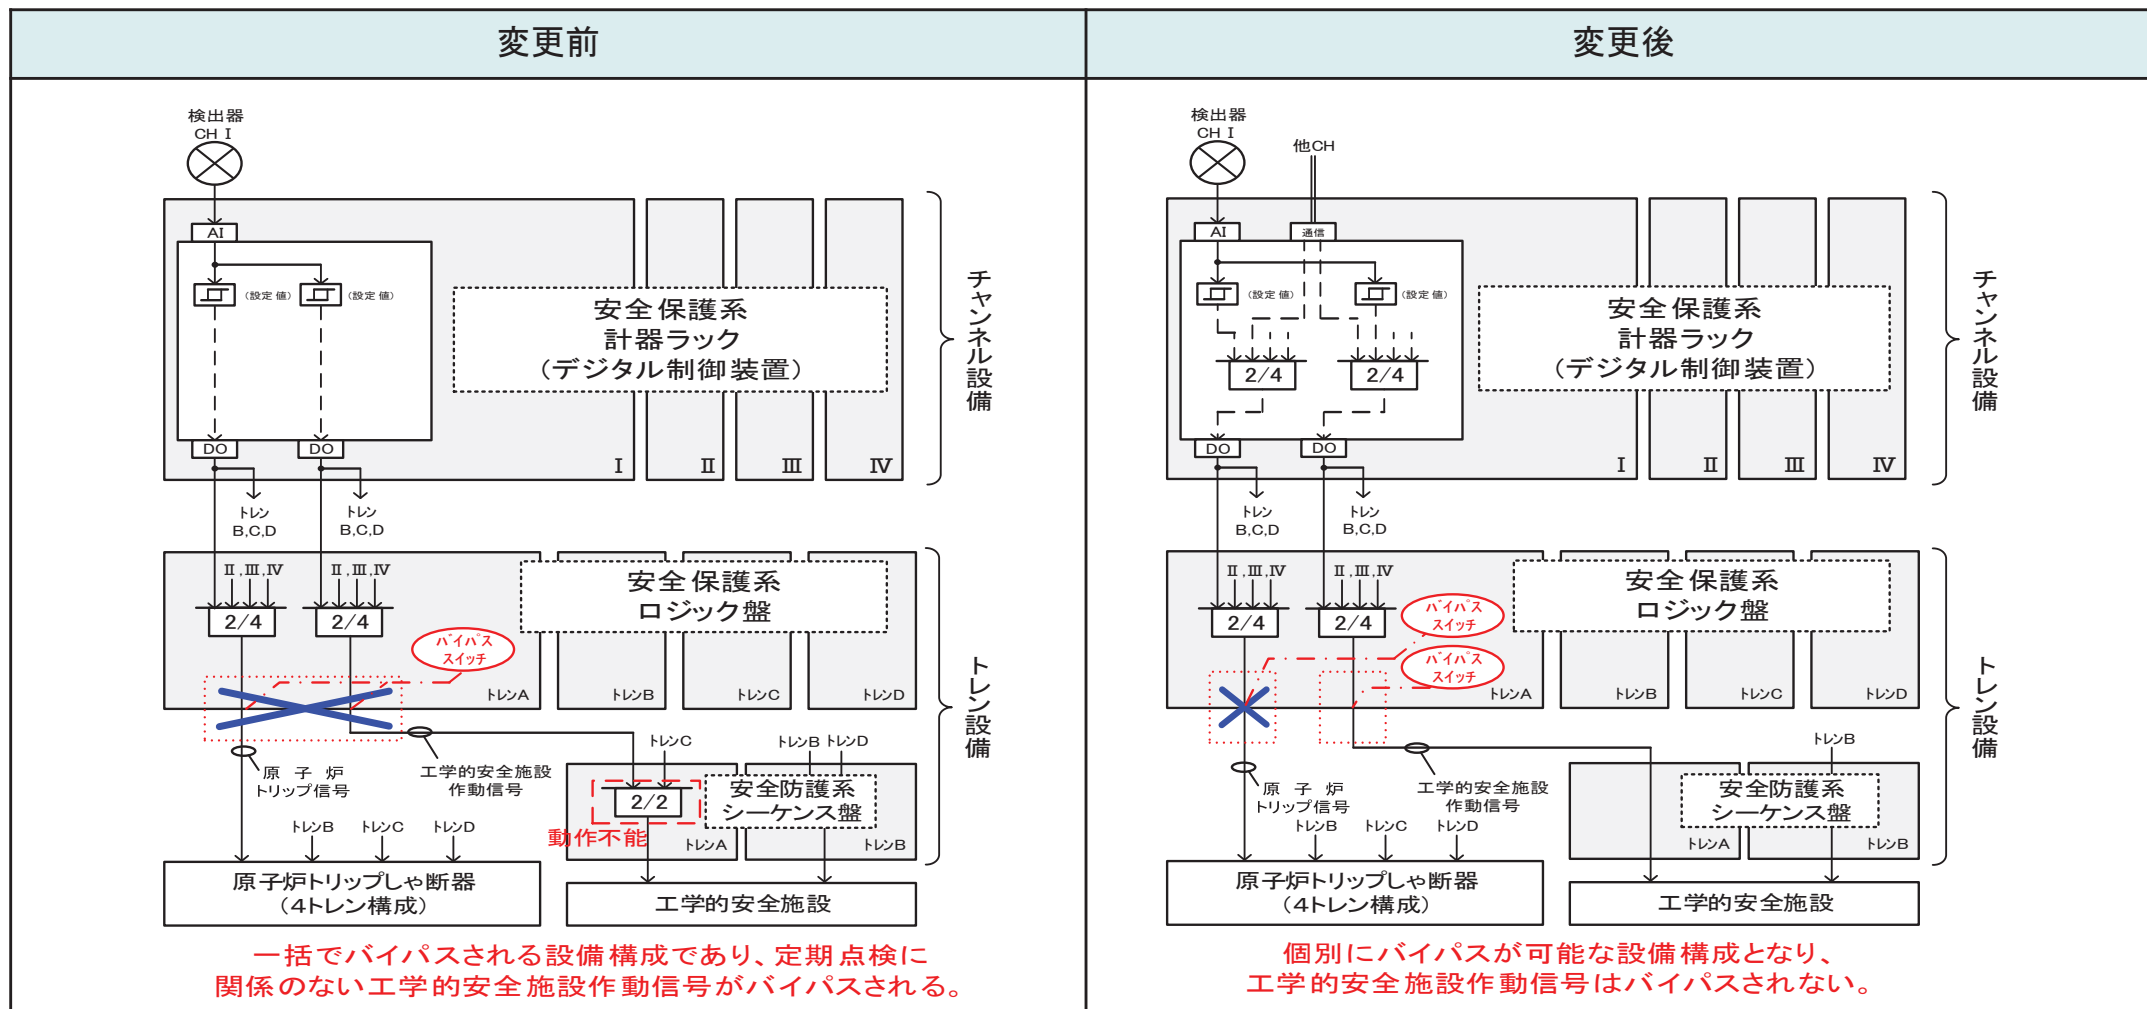 変更前
検出器
CH Ⅰ
AI
(設定値)
(設定値)
安全保護系
計器ラック
(デジタル制御装置)
DO
DO
Ⅰ
Ⅱ
Ⅲ
Ⅳ
チャンネル設備
トレン
B,C,D
トレン
B,C,D
Ⅱ,Ⅲ,Ⅳ
Ⅱ,Ⅲ,Ⅳ
2/4
2/4
安全保護系
ロジック盤
バイパス
スイッチ
トレンA
トレンB
トレンC
トレンD
トレン設備
原子炉
トリップ信号
工学的安全施設
作動信号
トレンC
トレンB
トレンD
2/2
動作不能
安全防護系
シーケンス盤
トレンA
トレンB
トレンB
トレンC
トレンD
原子炉トリップしゃ断器
(4トレン構成)
工学的安全施設
一括でバイパスされる設備構成であり、定期点検に
関係のない工学的安全施設作動信号がバイパスされる。
変更後
検出器
CH Ⅰ
他CH
AI
通信
(設定値)
(設定値)
2/4
2/4
安全保護系
計器ラック
(デジタル制御装置)
DO
DO
Ⅰ
Ⅱ
Ⅲ
Ⅳ
チャンネル設備
トレン
B,C,D
トレン
B,C,D
Ⅱ,Ⅲ,Ⅳ
Ⅱ,Ⅲ,Ⅳ
2/4
2/4
安全保護系
ロジック盤
バイパス
スイッチ
バイパス
スイッチ
トレンA
トレンB
トレンC
トレンD
トレン設備
原子炉
トリップ信号
工学的安全施設
作動信号
トレンB
安全防護系
シーケンス盤
トレンA
トレンB
トレンB
トレンC
トレンD
原子炉トリップしゃ断器
(4トレン構成)
工学的安全施設
個別にバイパスが可能な設備構成となり、
工学的安全施設作動信号はバイパスされない。